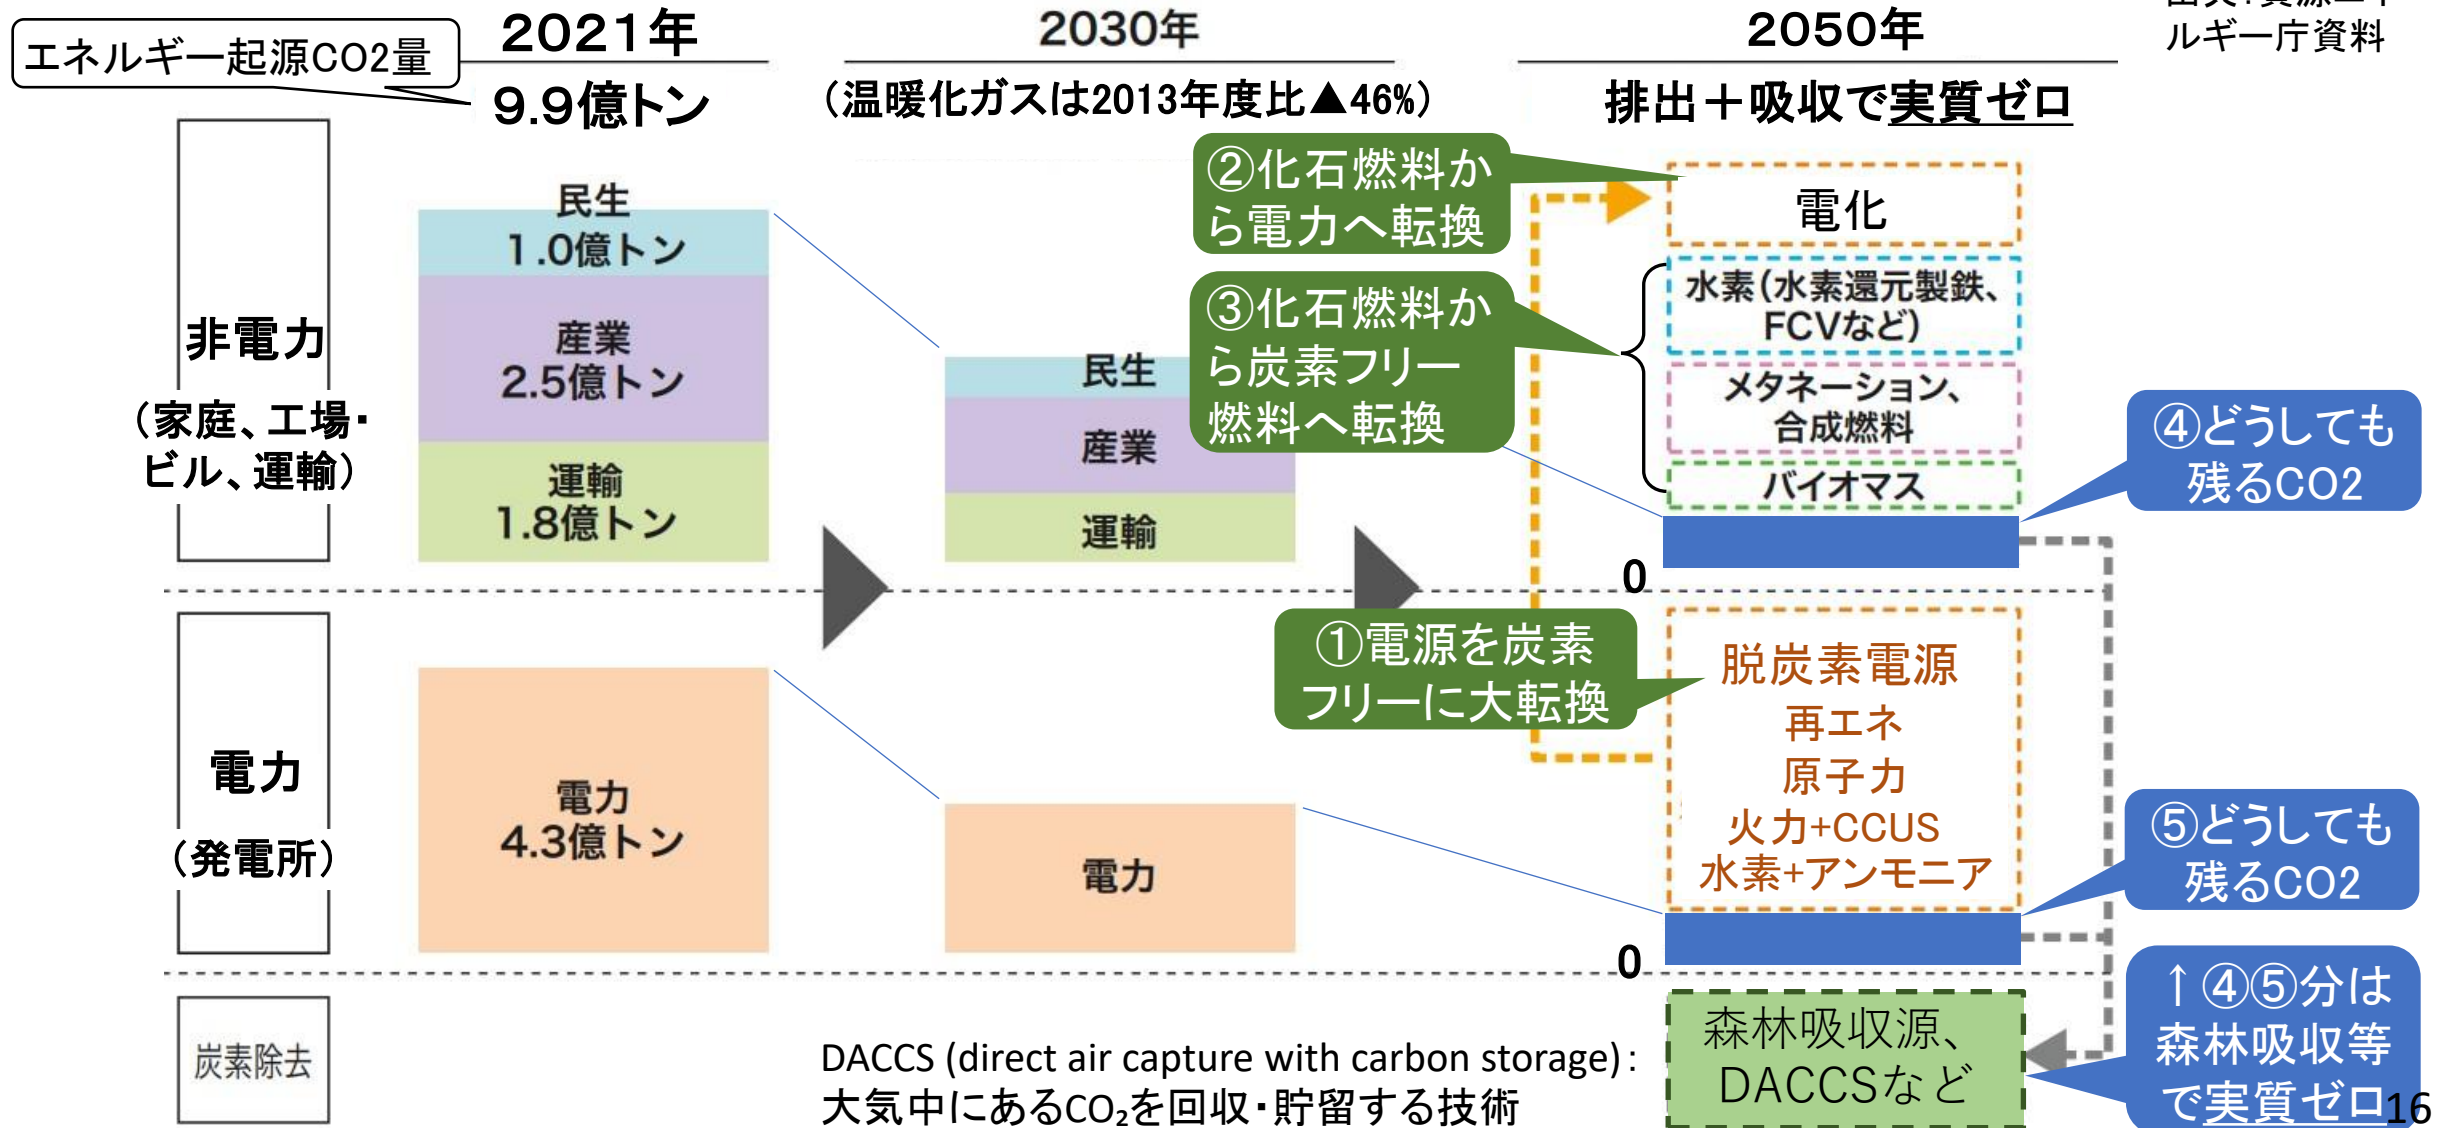 エネルギー起源CO2量
2021年
9.9億トン
2030年
(温暖化ガスは2013年度比▲46%)
2050年
排出＋吸収で実質ゼロ
ルギー庁資料
非電力
(家庭、工場・
ビル、運輸)
民生
1.0億トン
産業
2.5億トン
運輸
1.8億トン
民生
産業
運輸
②化石燃料か
ら電力へ転換
③化石燃料か
ら炭素フリー
燃料へ転換
電化
水素(水素還元製鉄、
FCVなど)
メタネーション、
合成燃料
バイオマス
④どうしても
残るCO2
0
電力
(発電所)
電力
4.3億トン
電力
①電源を炭素
フリーに大転換
脱炭素電源
再エネ
原子力
火力+CCUS
水素+アンモニア
⑤どうしても
残るCO2
0
炭素除去
DACCS (direct air capture with carbon storage)：
大気中にあるCO₂を回収・貯留する技術
森林吸収源、
DACCSなど
↑④⑤分は
森林吸収等
で実質ゼロ
16